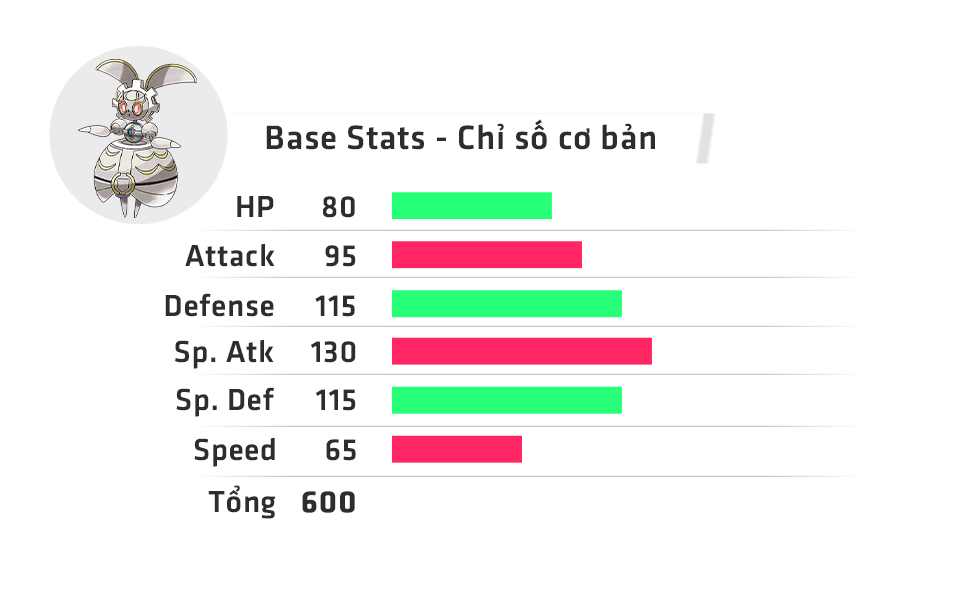 Base Stats - Chỉ số cơ bản
HP 80
Attack 95
Defense 115
Sp. Atk 130
Sp. Def 115
Speed 65
Tổng 600